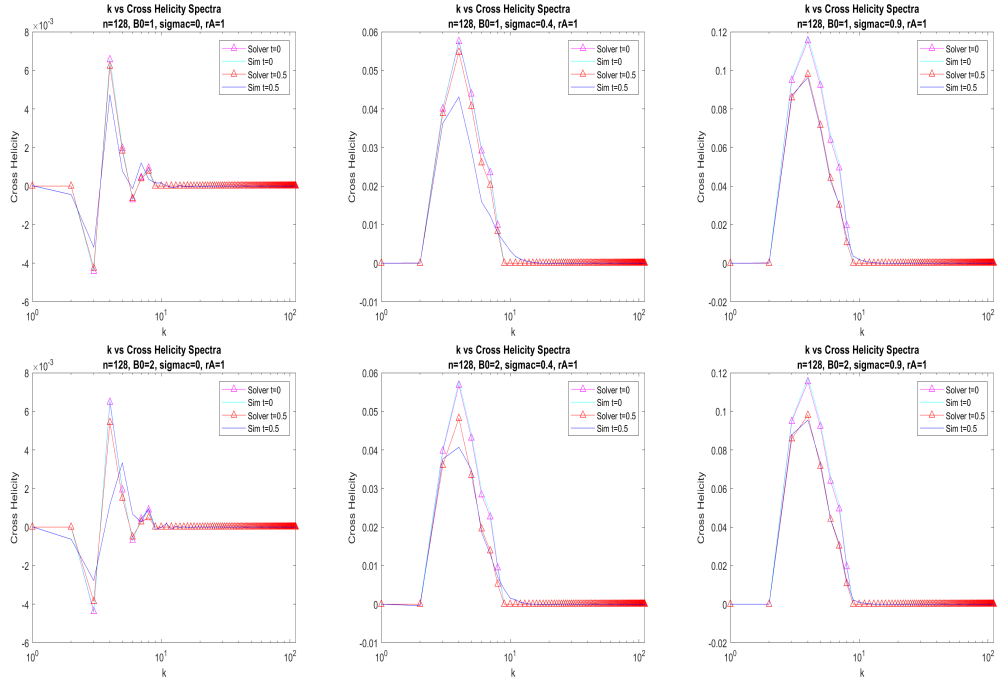 k vs Cross Helicity Spectra
n=128, B0=1, sigmac=0, rA=1
×10⁻³
8
6
4
2
0
-2
-4
-6
Cross Helicity
10⁰
10¹
10²
k
Solver t=0
Sim t=0
Solver t=0.5
Sim t=0.5
k vs Cross Helicity Spectra
n=128, B0=1, sigmac=0.4, rA=1
0.06
0.05
0.04
0.03
0.02
0.01
0
-0.01
Cross Helicity
10⁰
10¹
10²
k
Solver t=0
Sim t=0
Solver t=0.5
Sim t=0.5
k vs Cross Helicity Spectra
n=128, B0=1, sigmac=0.9, rA=1
0.12
0.1
0.08
0.06
0.04
0.02
0
-0.02
Cross Helicity
10⁰
10¹
10²
k
Solver t=0
Sim t=0
Solver t=0.5
Sim t=0.5
k vs Cross Helicity Spectra
n=128, B0=2, sigmac=0, rA=1
×10⁻³
8
6
4
2
0
-2
-4
-6
Cross Helicity
10⁰
10¹
10²
k
Solver t=0
Sim t=0
Solver t=0.5
Sim t=0.5
k vs Cross Helicity Spectra
n=128, B0=2, sigmac=0.4, rA=1
0.06
0.05
0.04
0.03
0.02
0.01
0
-0.01
Cross Helicity
10⁰
10¹
10²
k
Solver t=0
Sim t=0
Solver t=0.5
Sim t=0.5
k vs Cross Helicity Spectra
n=128, B0=2, sigmac=0.9, rA=1
0.12
0.1
0.08
0.06
0.04
0.02
0
-0.02
Cross Helicity
10⁰
10¹
10²
k
Solver t=0
Sim t=0
Solver t=0.5
Sim t=0.5